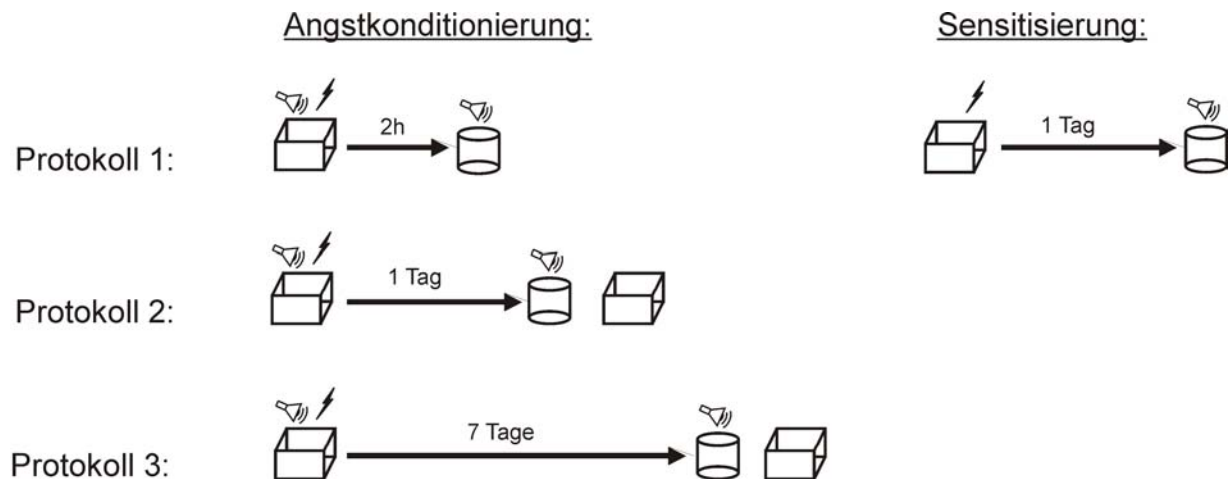 Angstkonditionierung:
Sensitisierung:
Protokoll 1:
2h
1 Tag
Protokoll 2:
1 Tag
Protokoll 3:
7 Tage